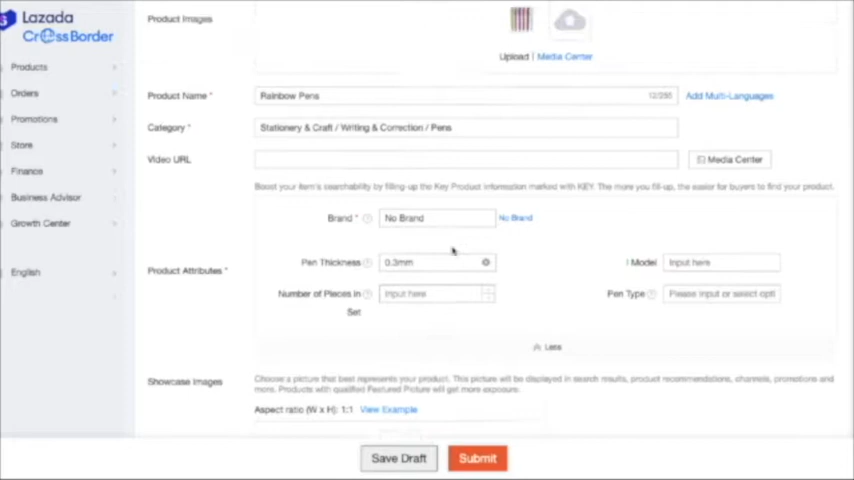 Lazada
CrossBorder
Products
Orders
Promotions
Store
Finance
Business Advisor
Growth Center
English
Product Images
Upload | Media Center
Product Name *
Rainbow Pens
12/255
Add Multi-Languages
Category *
Stationery & Craft / Writing & Correction / Pens
Video URL
Media Center
Boost your item's searchability by filling-up the Key Product information marked with KEY. The more you fill-up, the easier for buyers to find your product.
Product Attributes *
Brand *
No Brand
No Brand
Pen Thickness
0.3mm
Model
Input here
Number of Pieces in
Set
Input here
Pen Type
Please input or select opti
Less
Showcase Images
Choose a picture that best represents your product. This picture will be displayed in search results, product recommendations, channels, promotions and
more. Products with qualified Featured Picture will get more exposure.
Aspect ratio (W x H): 1:1 View Example
Save Draft
Submit